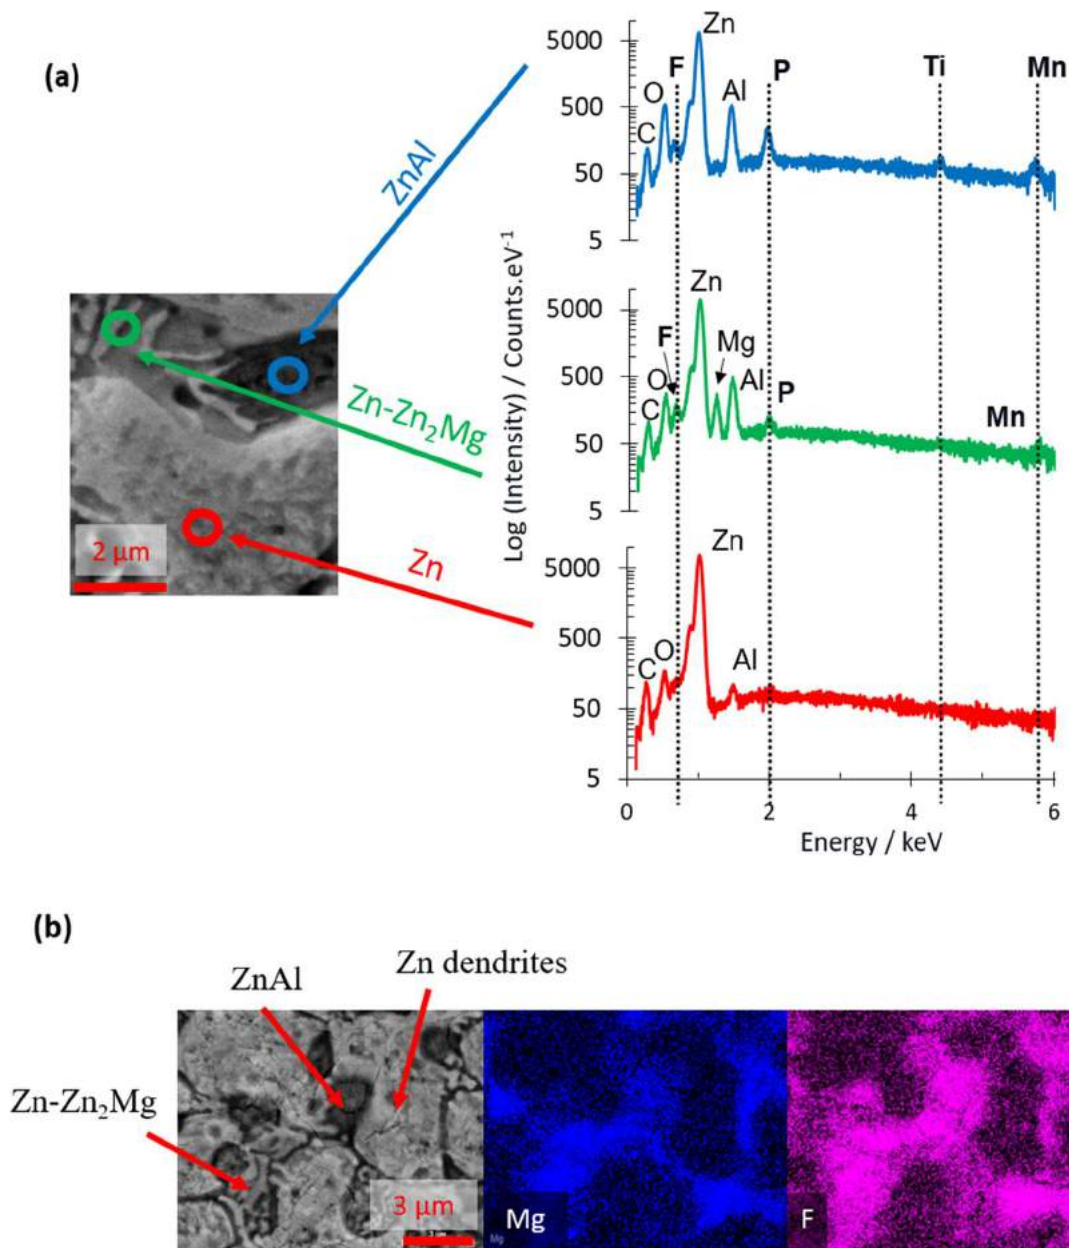 (a)
ZnAl
Zn-Zn₂Mg
Zn
2 µm
Log (Intensity) / Counts.eV⁻¹
5000
500
50
5
C
O
F
Zn
Al
P
Ti
Mn
5000
500
50
5
C
O
F
Zn
Mg
Al
P
Mn
5000
500
50
5
C
O
Zn
Al
0 2 4 6
Energy / keV
(b)
ZnAl
Zn dendrites
Zn-Zn₂Mg
3 µm
Mg
Mg
F